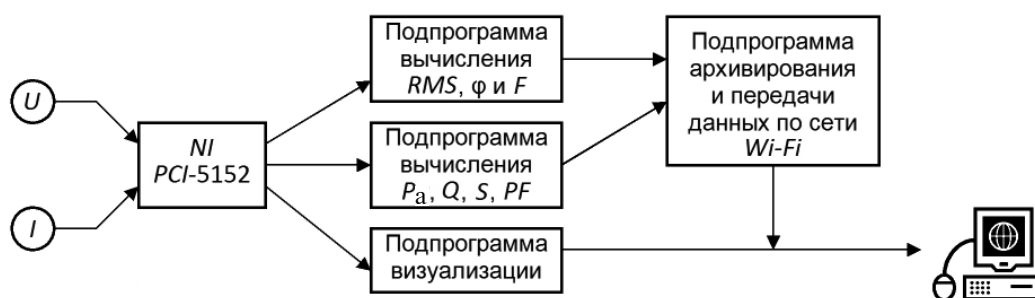 U
I
NI
PCI-5152
Подпрограмма
вычисления
RMS, φ и F
Подпрограмма
вычисления
Pа, Q, S, PF
Подпрограмма
визуализации
Подпрограмма
архивирования
и передачи
данных по сети
Wi-Fi